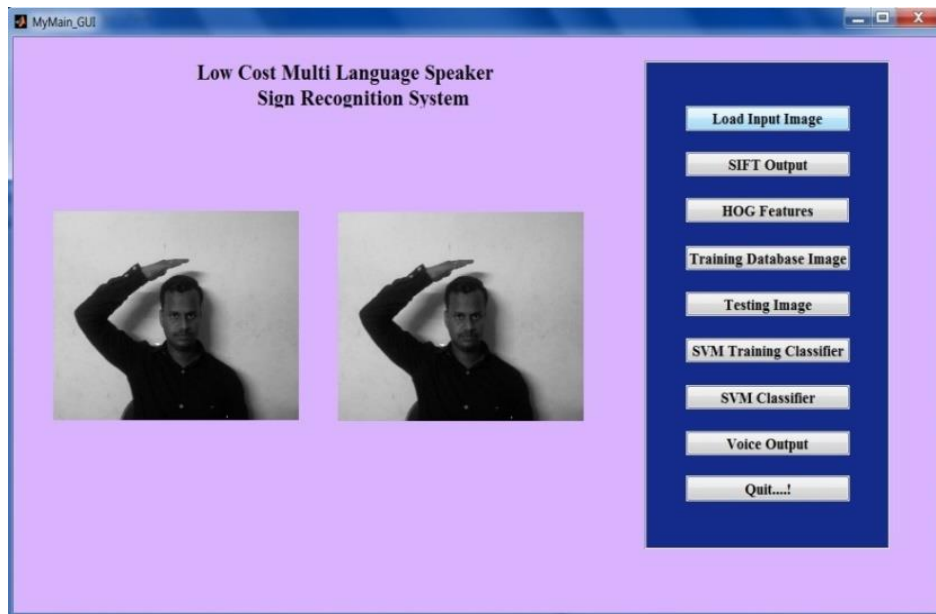 MyMain_GUI
Low Cost Multi Language Speaker
Sign Recognition System
Load Input Image
SIFT Output
HOG Features
Training Database Image
Testing Image
SVM Training Classifier
SVM Classifier
Voice Output
Quit....!